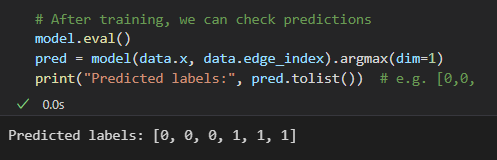 # After training, we can check predictions
model.eval()
pred = model(data.x, data.edge_index).argmax(dim=1)
print("Predicted labels:", pred.tolist())  # e.g. [0,0,
0.0s
Predicted labels: [0, 0, 0, 1, 1, 1]